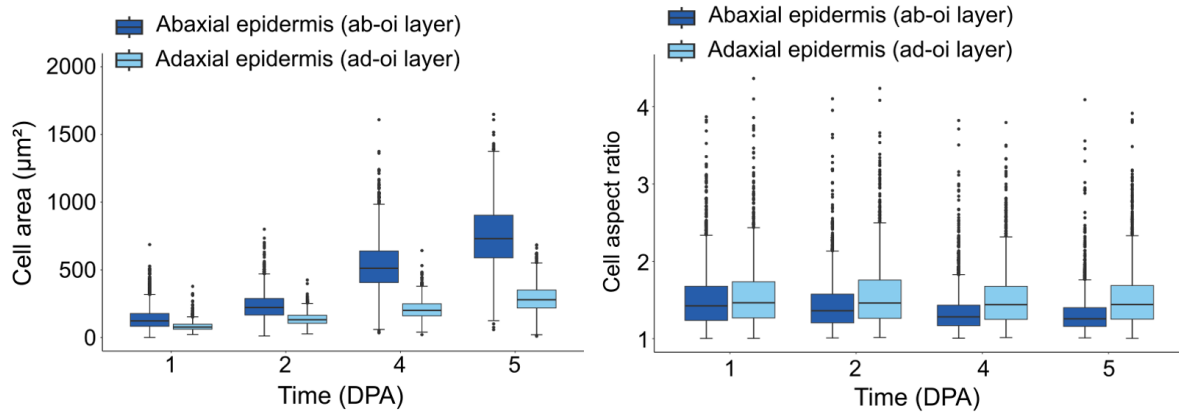 Abaxial epidermis (ab-oi layer)
Adaxial epidermis (ad-oi layer)
Cell area (µm²)
2000
1500
1000
500
0
1 2 4 5
Time (DPA)
Abaxial epidermis (ab-oi layer)
Adaxial epidermis (ad-oi layer)
Cell aspect ratio
4
3
2
1
1 2 4 5
Time (DPA)